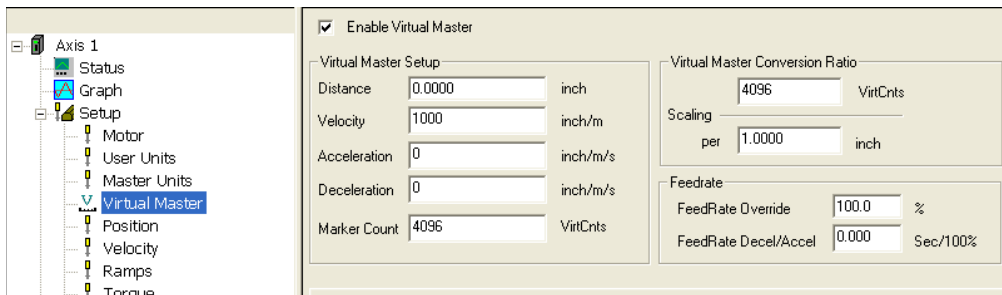 Axis 1
Status
Graph
Setup
Motor
User Units
Master Units
Virtual Master
Position
Velocity
Ramps
Torque
Enable Virtual Master
Virtual Master Setup
Distance 0.0000 inch
Velocity 1000 inch/m
Acceleration 0 inch/m/s
Deceleration 0 inch/m/s
Marker Count 4096 VirtCnts
Virtual Master Conversion Ratio
4096 VirtCnts
Scaling
per 1.0000 inch
Feedrate
FeedRate Override 100.0 %
FeedRate Decel/Accel 0.000 Sec/100%